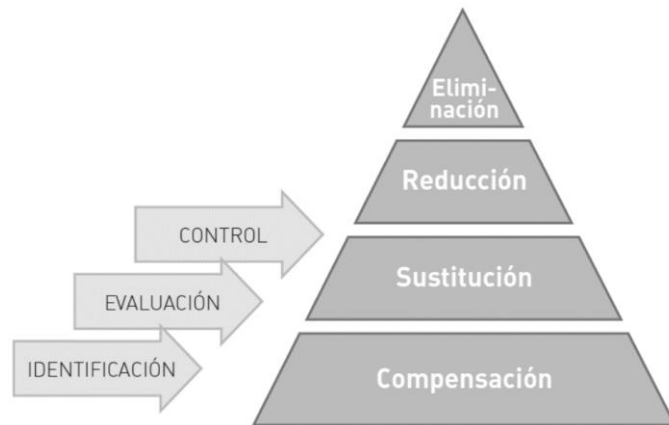 Elimi-
nación
Reducción
CONTROL
Sustitución
EVALUACIÓN
IDENTIFICACIÓN
Compensación